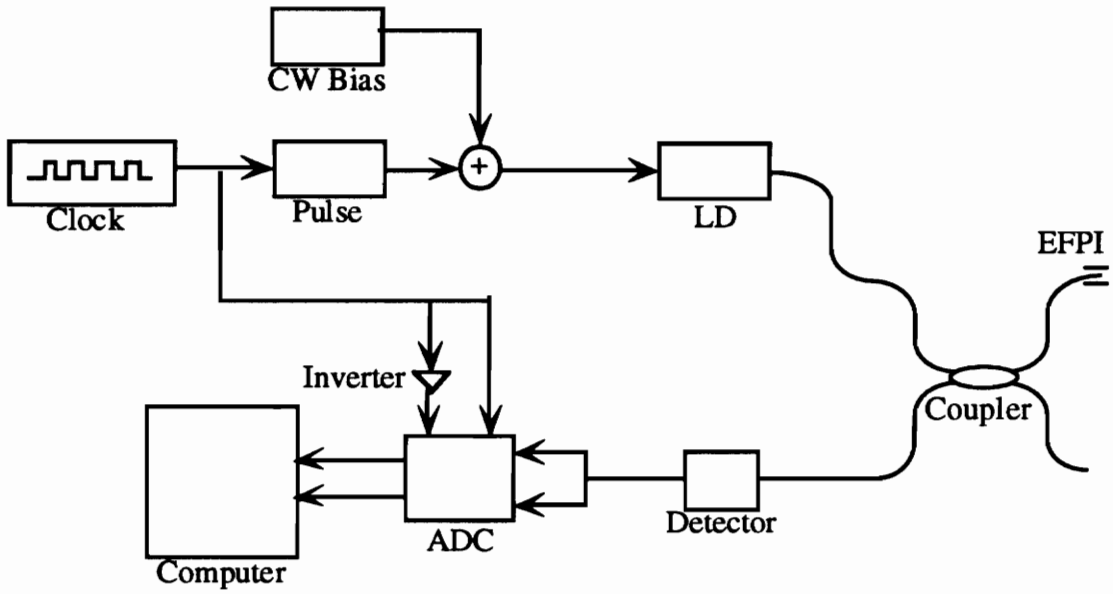 CW Bias
Clock
Pulse
+
LD
EFPI
Inverter
Coupler
ADC
Detector
Computer